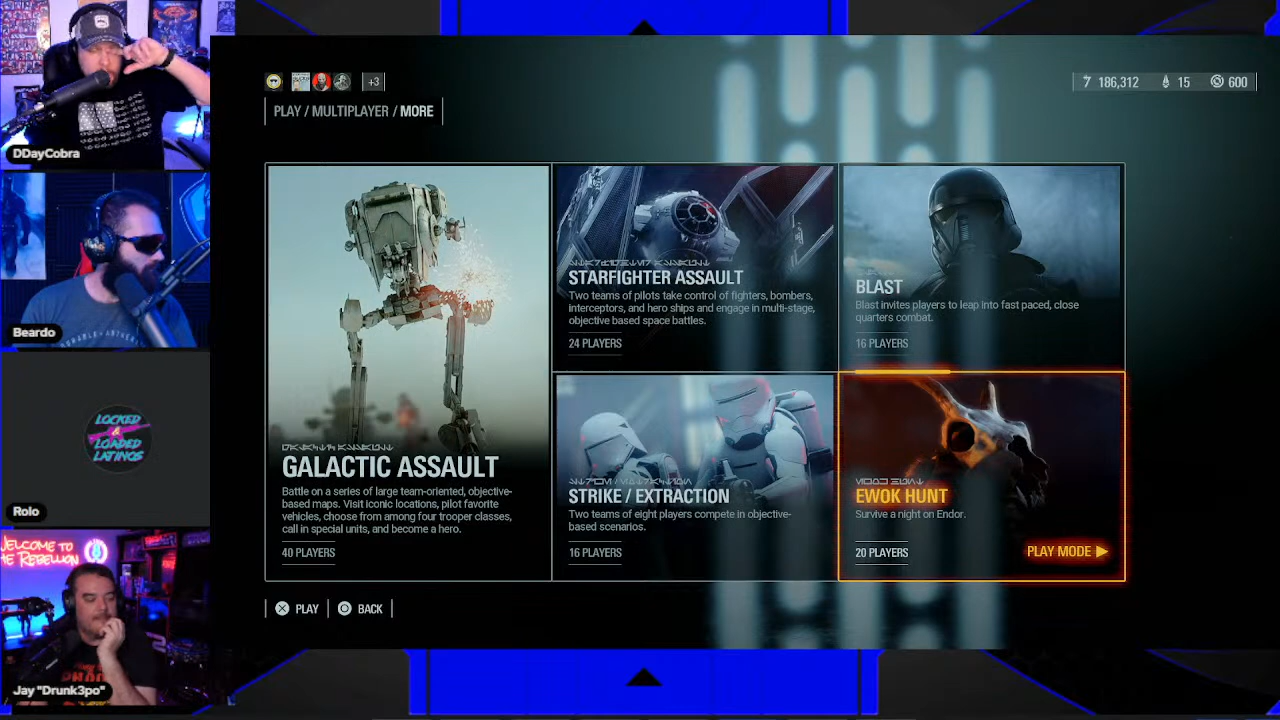 DDayCobra
Beardo
LOCKED
&
LOADED
LATINOS
Rolo
WELCOME TO
THE REBELLION
Jay "Drunk3po"
+3
7 186,312 15 600
PLAY / MULTIPLAYER / MORE
GALACTIC ASSAULT
Battle on a series of large team-oriented, objective-
based maps. Visit iconic locations, pilot favorite
vehicles, choose from among four trooper classes,
call in special units, and become a hero.
40 PLAYERS
STARFIGHTER ASSAULT
Two teams of pilots take control of fighters, bombers,
interceptors, and hero ships and engage in multi-stage,
objective based space battles.
24 PLAYERS
BLAST
Blast invites players to leap into fast paced, close
quarters combat.
16 PLAYERS
STRIKE / EXTRACTION
Two teams of eight players compete in objective-
based scenarios.
16 PLAYERS
EWOK HUNT
Survive a night on Endor.
20 PLAYERS
PLAY MODE
PLAY
BACK